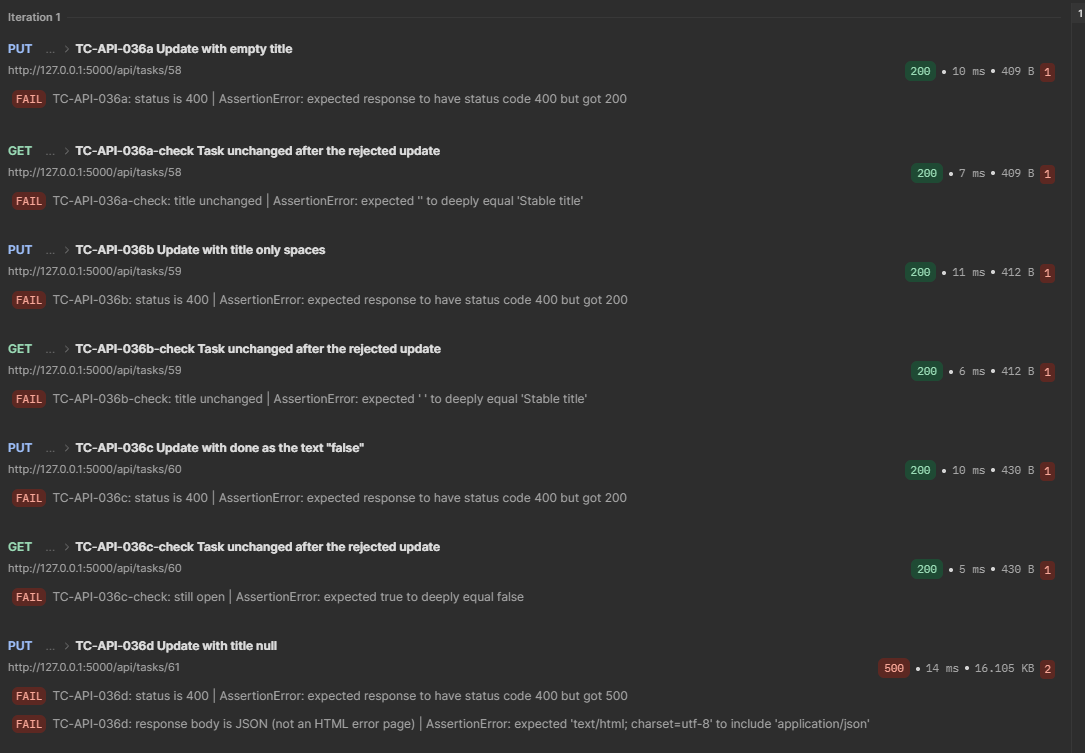 Iteration 1
1
PUT ... > TC-API-036a Update with empty title
http://127.0.0.1:5000/api/tasks/58
200 • 10 ms • 409 B 1
FAIL TC-API-036a: status is 400 | AssertionError: expected response to have status code 400 but got 200
GET ... > TC-API-036a-check Task unchanged after the rejected update
http://127.0.0.1:5000/api/tasks/58
200 • 7 ms • 409 B 1
FAIL TC-API-036a-check: title unchanged | AssertionError: expected '' to deeply equal 'Stable title'
PUT ... > TC-API-036b Update with title only spaces
http://127.0.0.1:5000/api/tasks/59
200 • 11 ms • 412 B 1
FAIL TC-API-036b: status is 400 | AssertionError: expected response to have status code 400 but got 200
GET ... > TC-API-036b-check Task unchanged after the rejected update
http://127.0.0.1:5000/api/tasks/59
200 • 6 ms • 412 B 1
FAIL TC-API-036b-check: title unchanged | AssertionError: expected ' ' to deeply equal 'Stable title'
PUT ... > TC-API-036c Update with done as the text "false"
http://127.0.0.1:5000/api/tasks/60
200 • 10 ms • 430 B 1
FAIL TC-API-036c: status is 400 | AssertionError: expected response to have status code 400 but got 200
GET ... > TC-API-036c-check Task unchanged after the rejected update
http://127.0.0.1:5000/api/tasks/60
200 • 5 ms • 430 B 1
FAIL TC-API-036c-check: still open | AssertionError: expected true to deeply equal false
PUT ... > TC-API-036d Update with title null
http://127.0.0.1:5000/api/tasks/61
500 • 14 ms • 16.105 KB 2
FAIL TC-API-036d: status is 400 | AssertionError: expected response to have status code 400 but got 500
FAIL TC-API-036d: response body is JSON (not an HTML error page) | AssertionError: expected 'text/html; charset=utf-8' to include 'application/json'